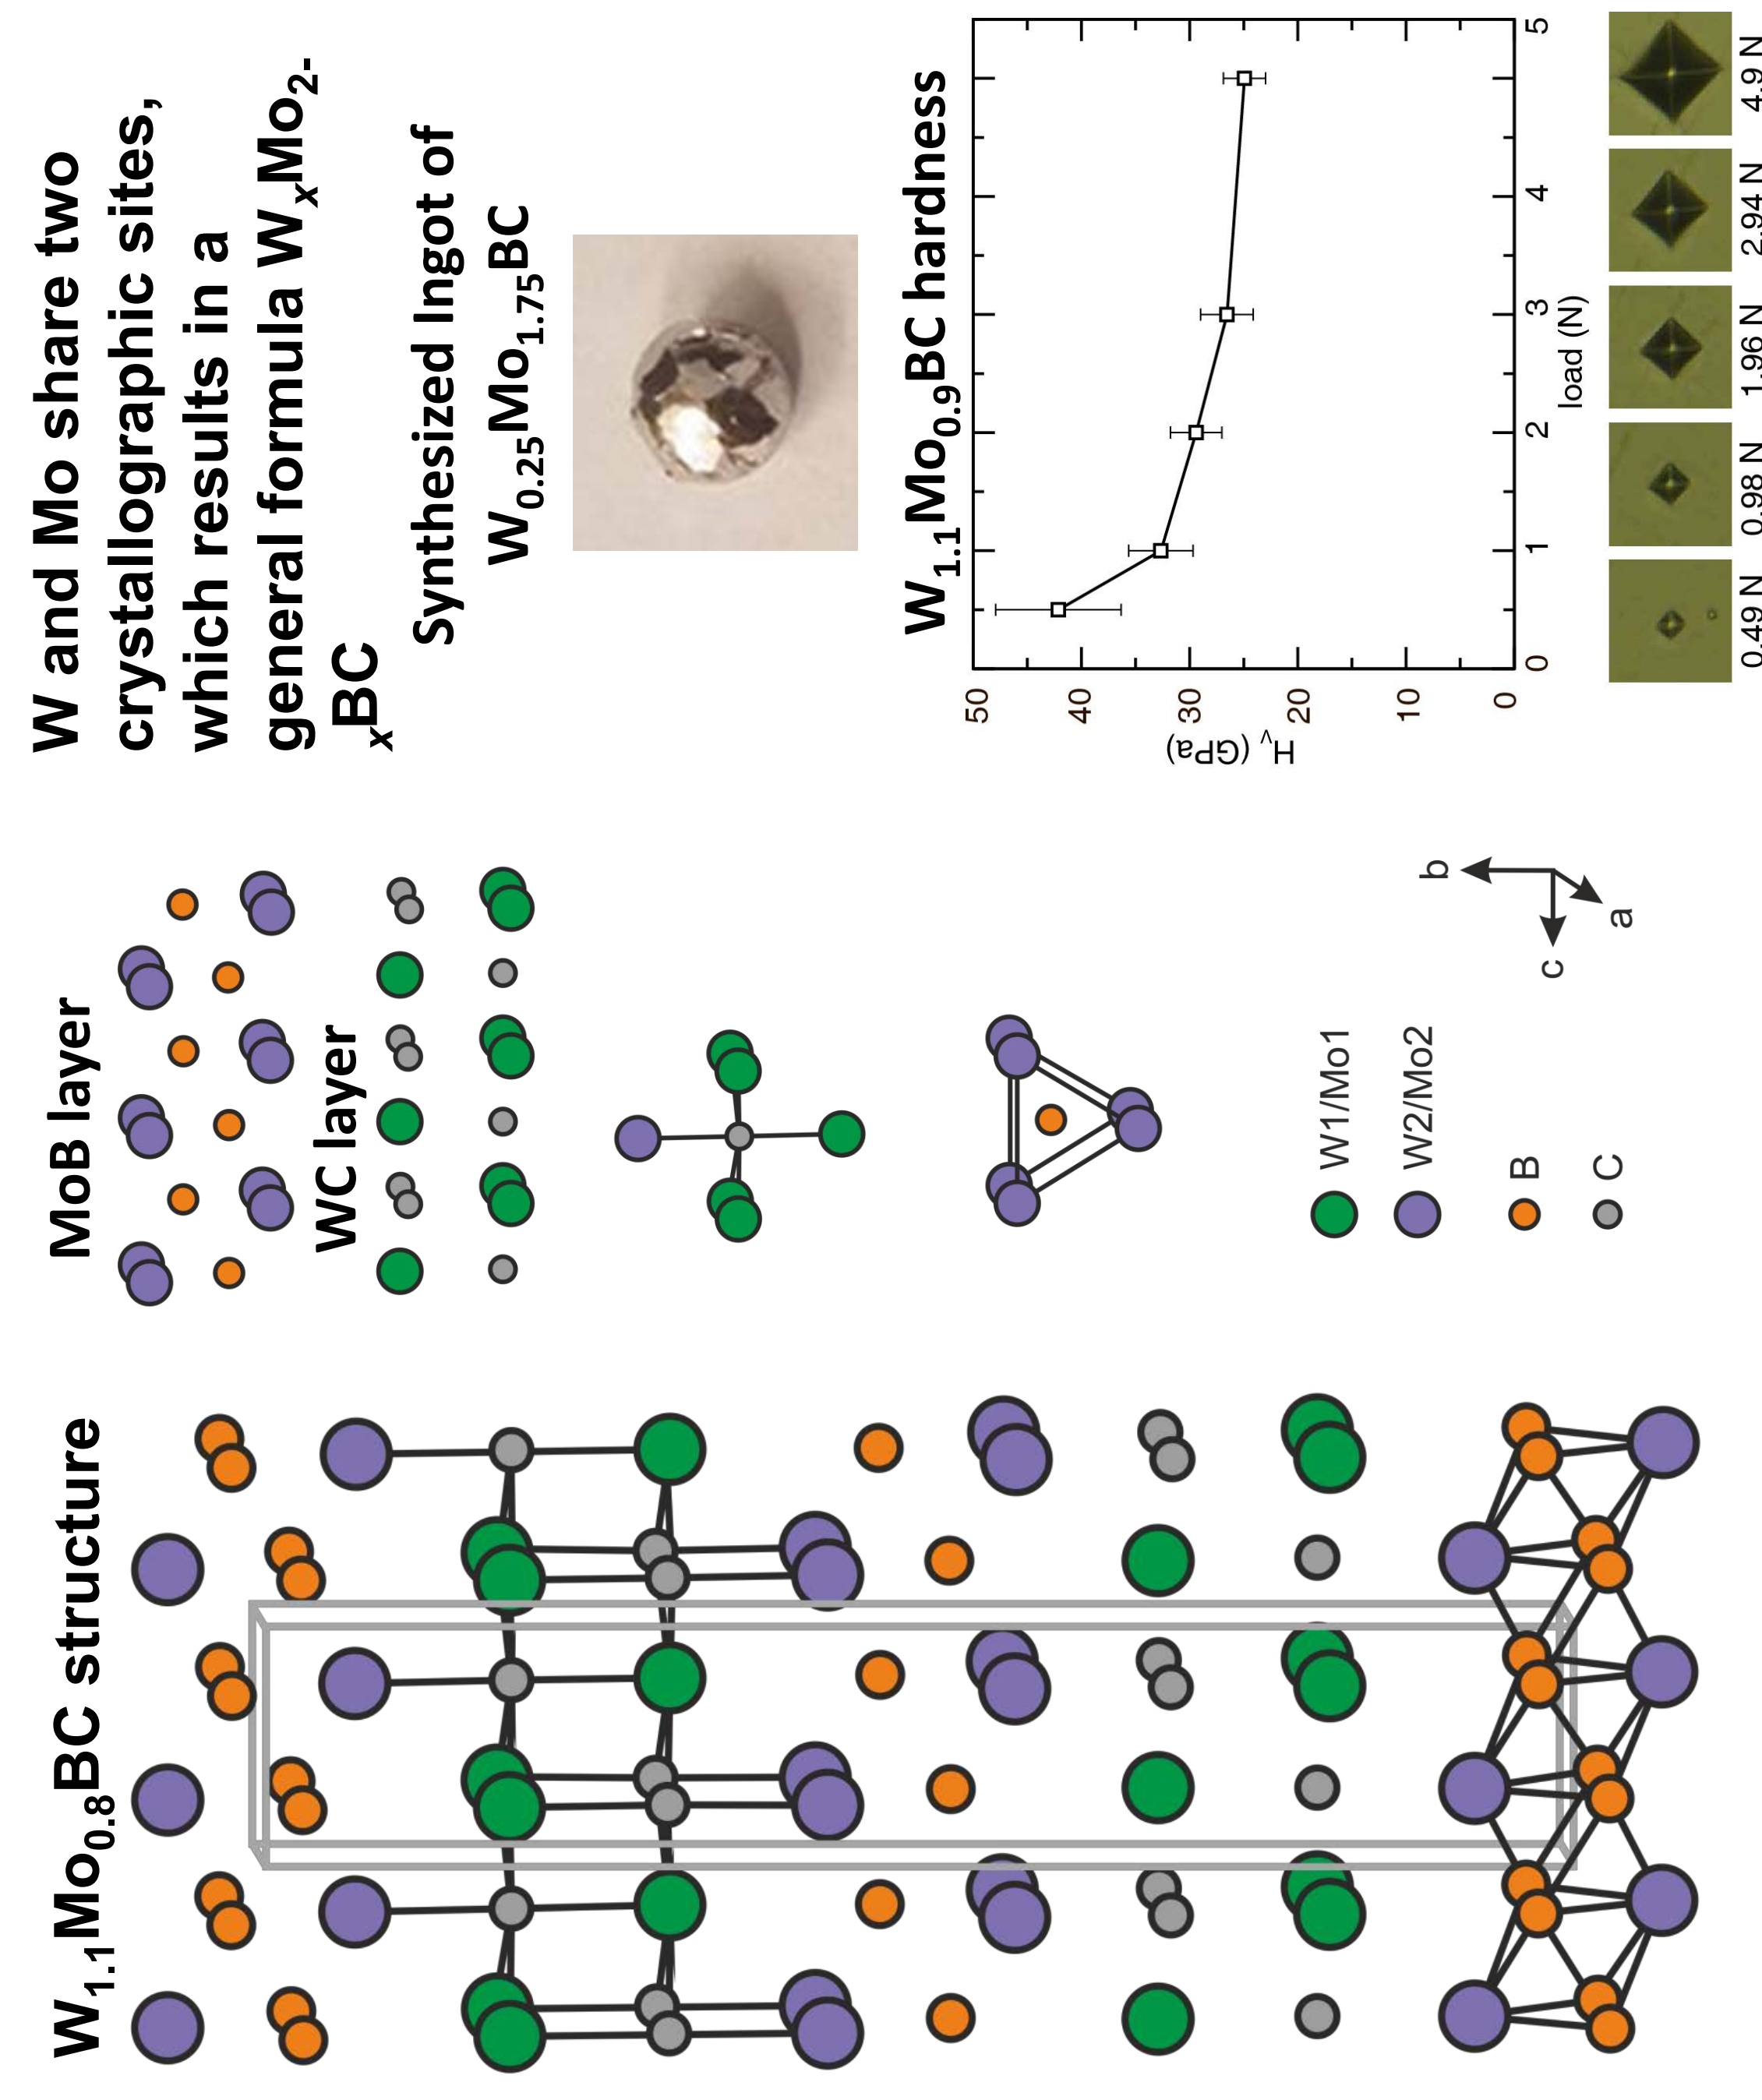 W₁.₁Mo₀.₈BC structure
MoB layer
WC layer
W1/Mo1
W2/Mo2
B
C
b
c
a
W and Mo share two
crystallographic sites,
which results in a
general formula WₓMo₂₋
ₓBC
Synthesized Ingot of
W₀.₂₅Mo₁.₇₅BC
W₁.₁Mo₀.₉BC hardness
Hᵥ (GPa)
50
40
30
20
10
0
0 1 2 3 4 5
load (N)
0.49 N 0.98 N 1.96 N 2.94 N 4.9 N